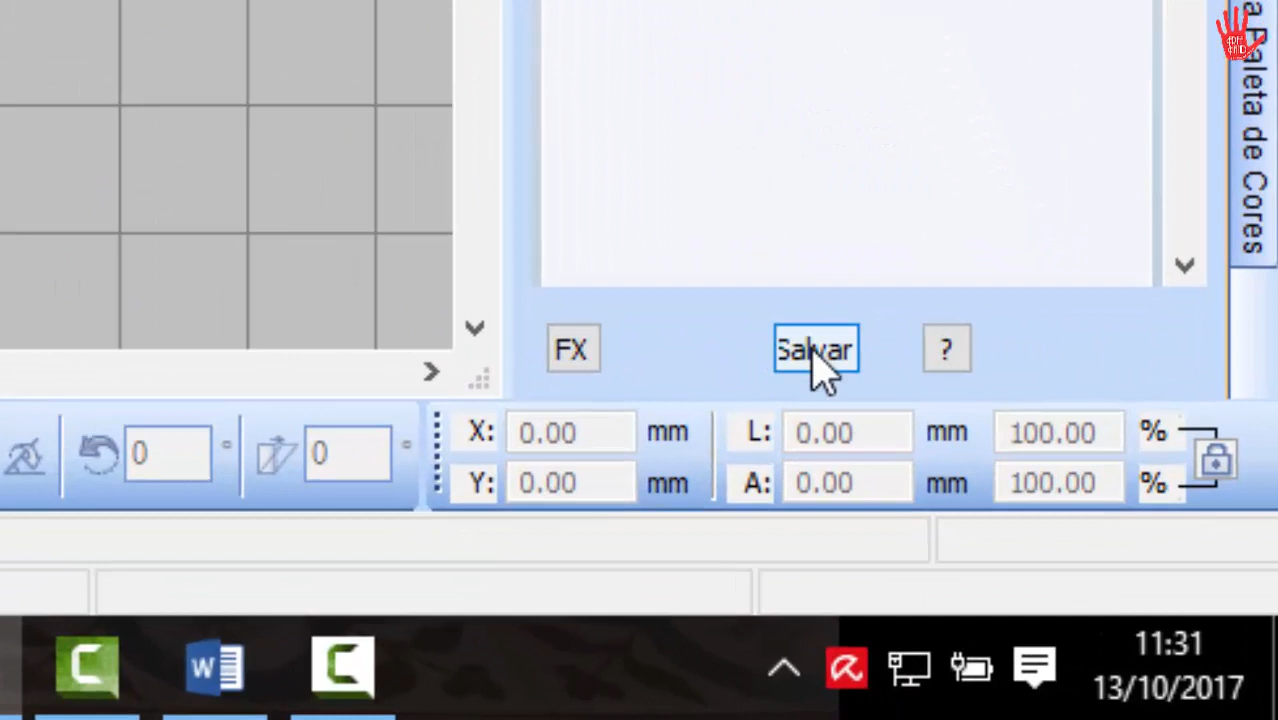 a Paleta de Cores
FX
Salvar
?
0 °
0 °
X: 0.00 mm
L: 0.00 mm 100.00 %
Y: 0.00 mm
A: 0.00 mm 100.00 %
W
11:31
13/10/2017